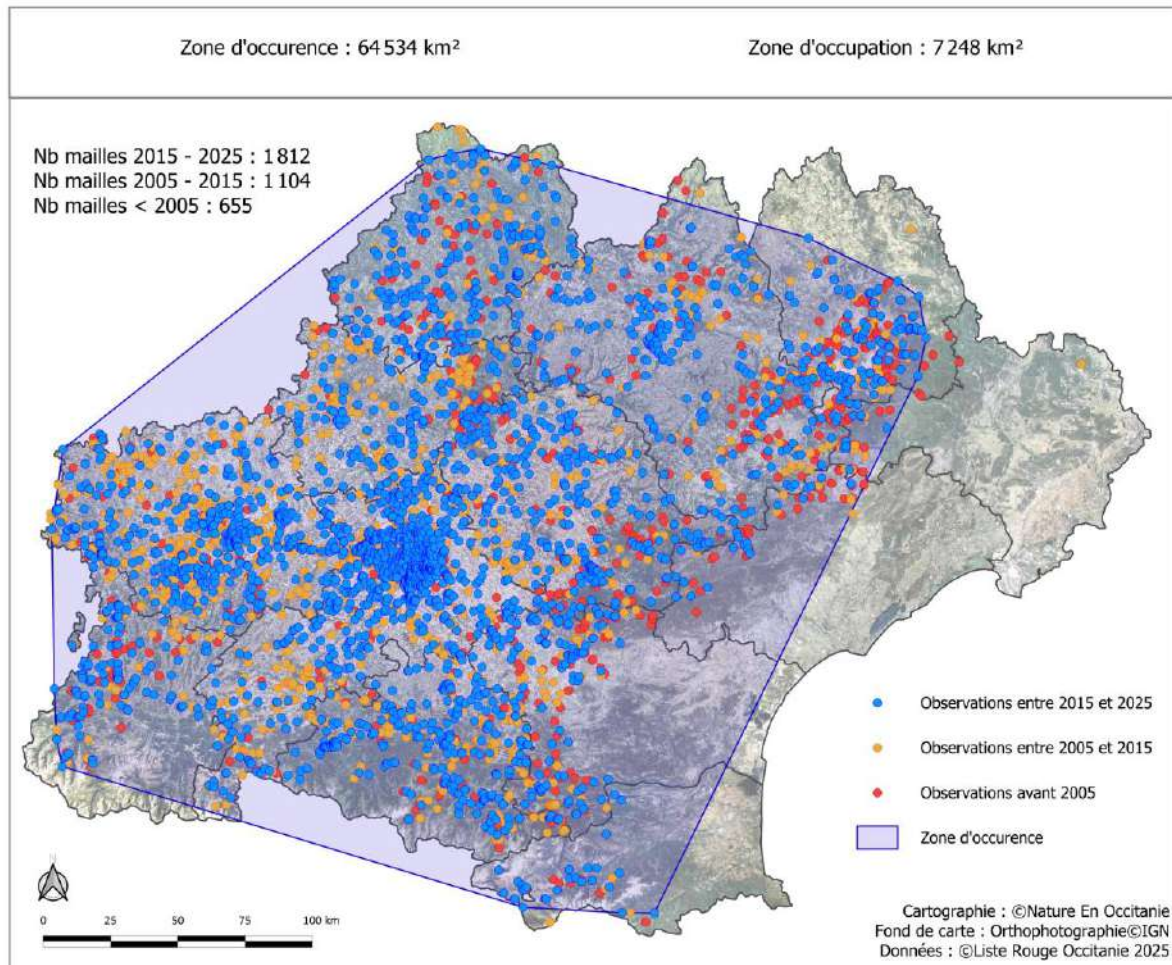 Zone d'occurence : 64 534 km²
Zone d'occupation : 7 248 km²
Nb mailles 2015 - 2025 : 1 812
Nb mailles 2005 - 2015 : 1 104
Nb mailles < 2005 : 655
Observations entre 2015 et 2025
Observations entre 2005 et 2015
Observations avant 2005
Zone d'occurence
N
0 25 50 75 100 km
Cartographie : ©Nature En Occitanie
Fond de carte : Orthophotographie©IGN
Données : ©Liste Rouge Occitanie 2025